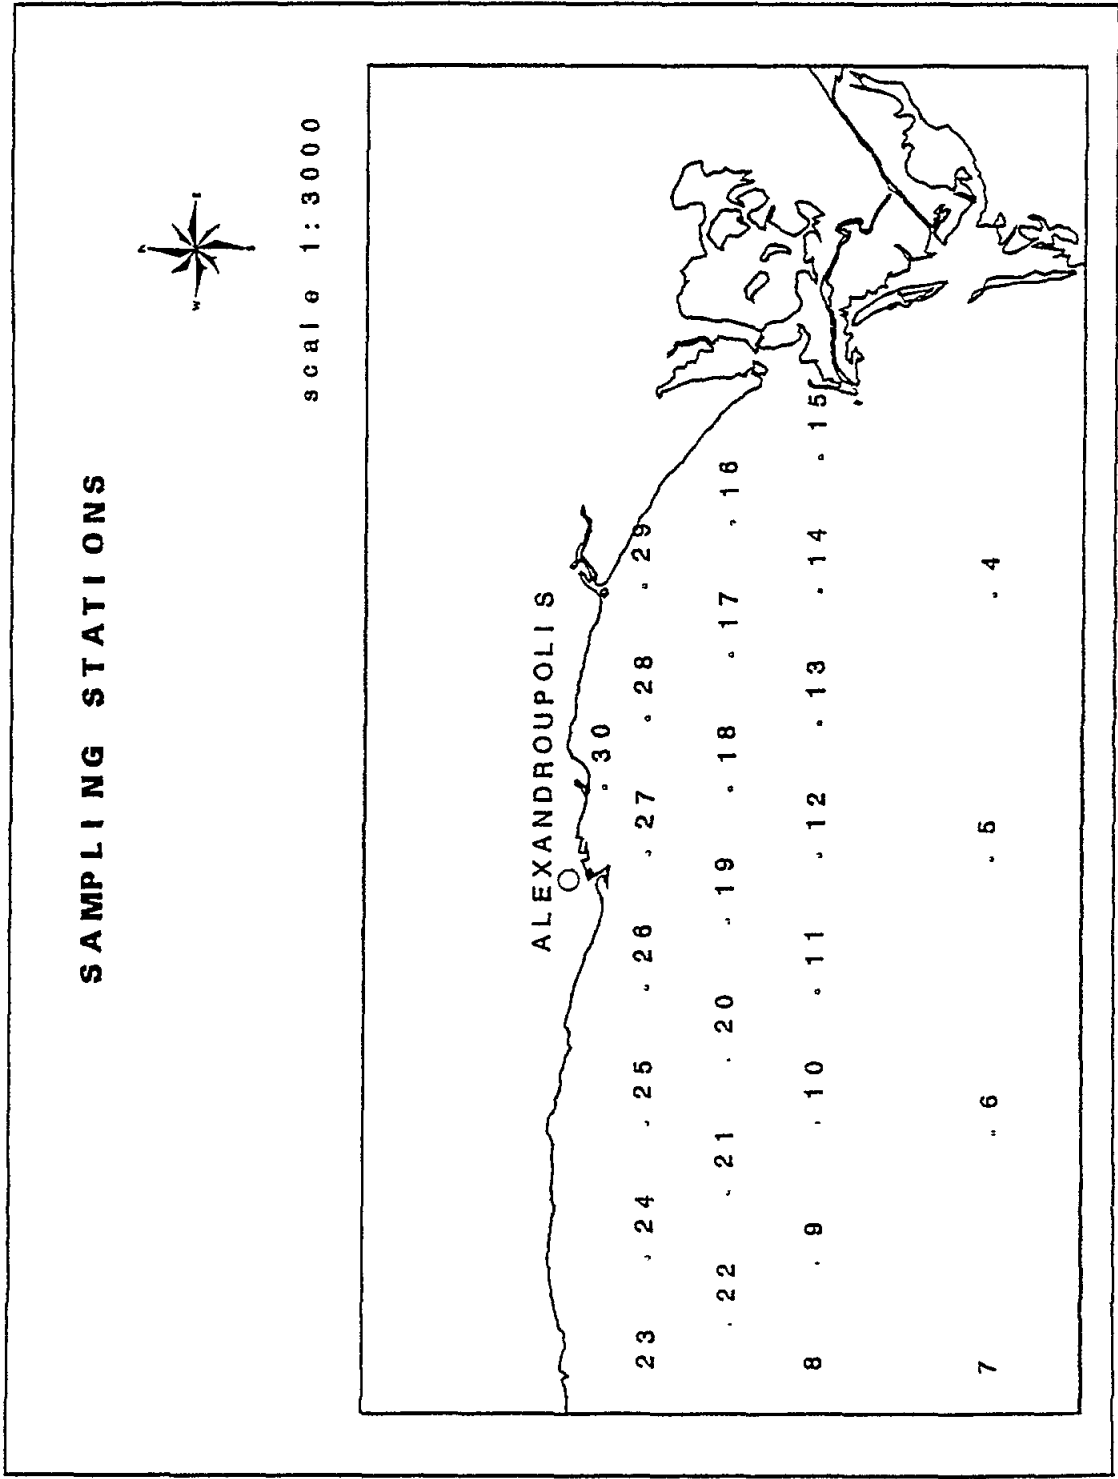 SAMPLING STATIONS
W
scale 1:3000
ALEXANDROUPOLIS
30
23 24 25 26 27 28 29
22 21 20 19 18 17 16
8 9 10 11 12 13 14 15
7 6 5 4